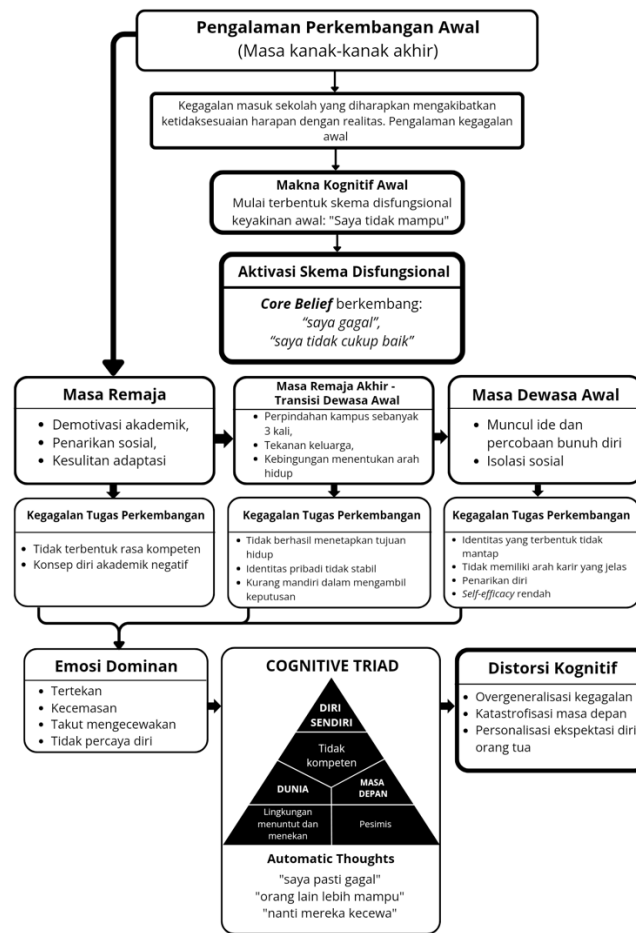 Pengalaman Perkembangan Awal
(Masa kanak-kanak akhir)
Kegagalan masuk sekolah yang diharapkan mengakibatkan
ketidaksesuaian harapan dengan realitas. Pengalaman kegagalan
awal
Makna Kognitif Awal
Mulai terbentuk skema disfungsional
keyakinan awal: "Saya tidak mampu"
Aktivasi Skema Disfungsional
Core Belief berkembang:
“saya gagal”,
“saya tidak cukup baik”
Masa Remaja
Demotivasi akademik,
Penarikan sosial,
Kesulitan adaptasi
Masa Remaja Akhir -
Transisi Dewasa Awal
Perpindahan kampus sebanyak
3 kali,
Tekanan keluarga,
Kebingungan menentukan arah
hidup
Masa Dewasa Awal
Muncul ide dan
percobaan bunuh diri
Isolasi sosial
Kegagalan Tugas Perkembangan
Tidak terbentuk rasa kompeten
Konsep diri akademik negatif
Kegagalan Tugas Perkembangan
Tidak berhasil menetapkan tujuan
hidup
Identitas pribadi tidak stabil
Kurang mandiri dalam mengambil
keputusan
Kegagalan Tugas Perkembangan
Identitas yang terbentuk tidak
mantap
Tidak memiliki arah karir yang jelas
Penarikan diri
Self-efficacy rendah
Emosi Dominan
Tertekan
Kecemasan
Takut mengecewakan
Tidak percaya diri
COGNITIVE TRIAD
DIRI
SENDIRI
Tidak
kompeten
DUNIA
MASA
DEPAN
Lingkungan
menuntut dan
menekan
Pesimis
Automatic Thoughts
"saya pasti gagal"
"orang lain lebih mampu"
"nanti mereka kecewa"
Distorsi Kognitif
Overgeneralisasi kegagalan
Katastrofisasi masa depan
Personalisasi ekspektasi diri
orang tua